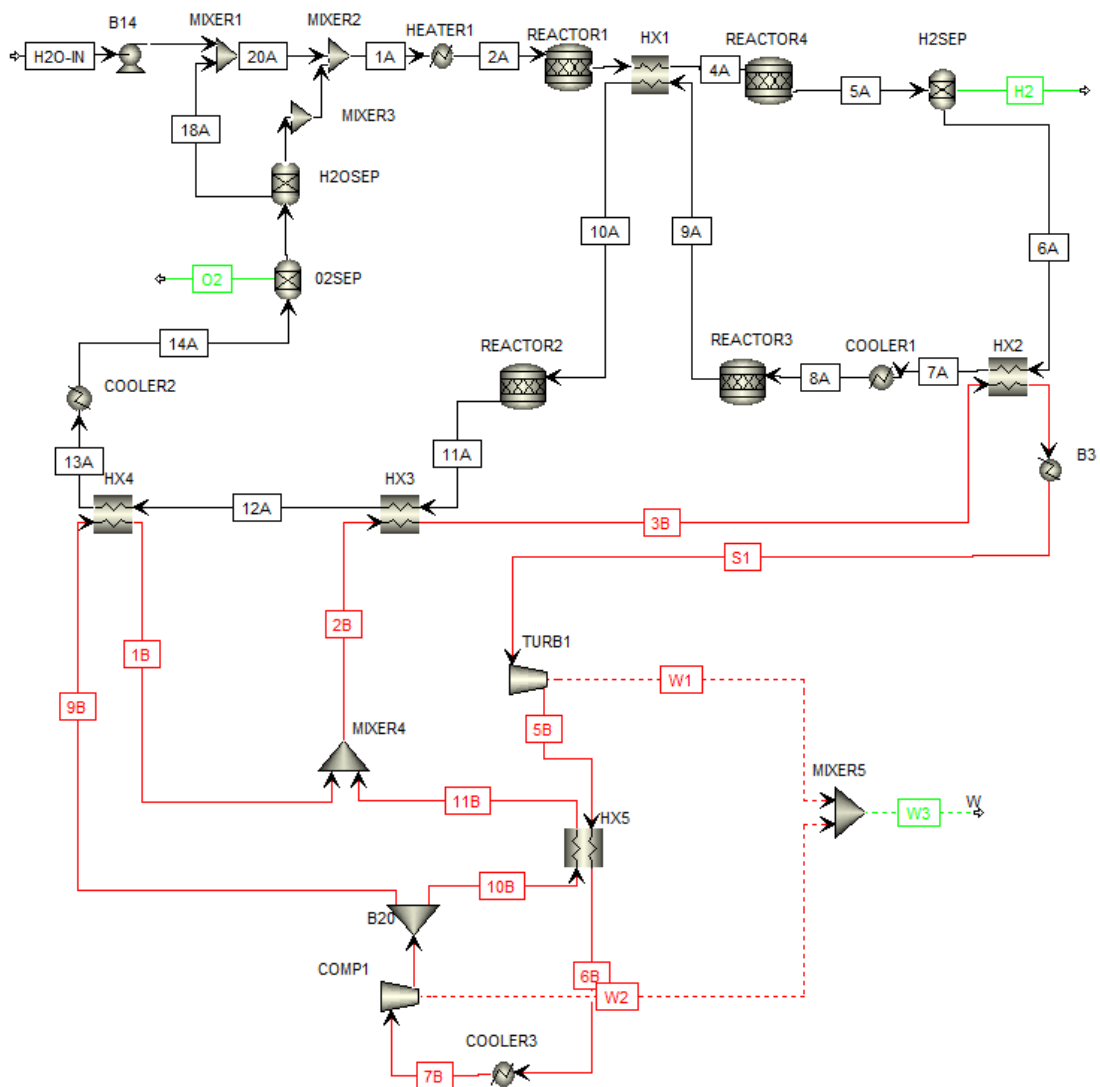 B14
MIXER1
MIXER2
HEATER1
REACTOR1
HX1
REACTOR4
H2SEP
H2O-IN
20A
1A
2A
4A
5A
H2
MIXER3
18A
H2OSEP
10A
9A
6A
O2
02SEP
14A
REACTOR2
REACTOR3
COOLER1
HX2
COOLER2
8A
7A
13A
11A
HX4
HX3
B3
12A
3B
S1
2B
1B
TURB1
W1
9B
5B
MIXER4
MIXER5
11B
W3
W
HX5
10B
B20
COMP1
6B
W2
COOLER3
7B